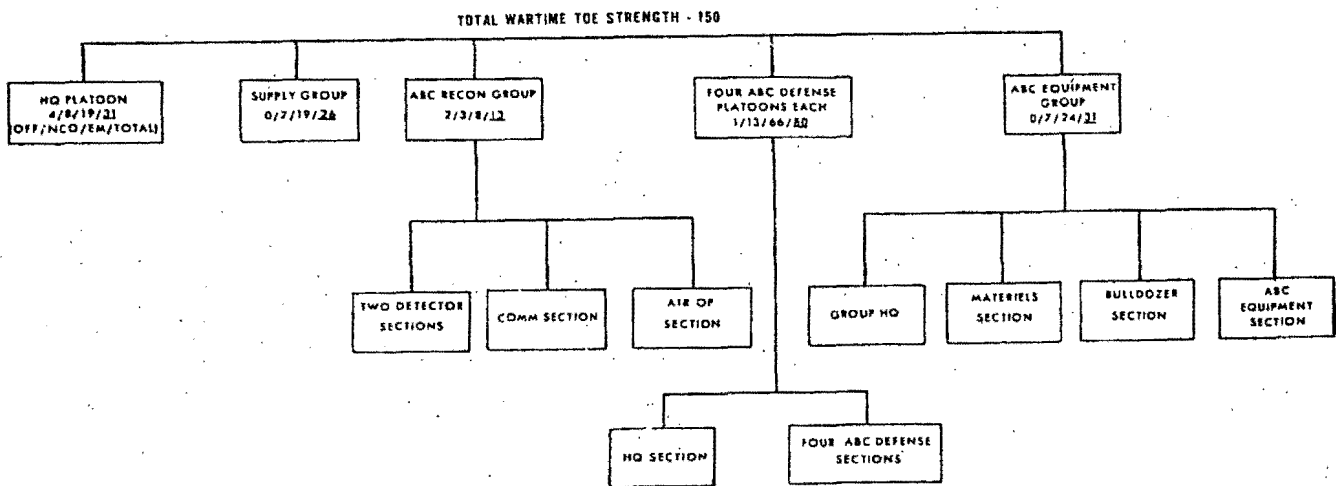 TOTAL WARTIME TOE STRENGTH - 150
HQ PLATOON
4/8/19/31
(OFF/NCO/EM/TOTAL)
SUPPLY GROUP
0/7/19/26
ABC RECON GROUP
2/3/8/13
FOUR ABC DEFENSE
PLATOONS EACH
1/13/66/80
ABC EQUIPMENT
GROUP
0/7/24/31
TWO DETECTOR
SECTIONS
COMM SECTION
AIR OP
SECTION
GROUP HQ
MATERIELS
SECTION
BULLDOZER
SECTION
ABC
EQUIPMENT
SECTION
HQ SECTION
FOUR ABC DEFENSE
SECTIONS